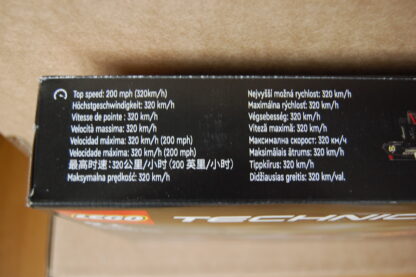 Top speed: 200 mph (320km/h)
Höchstgeschwindigkeit: 320 km/h
Vitesse de pointe : 320 km/h
Velocità massima: 320 km/h
Velocidad máxima: 320 km/h (200 mph)
Velocidade máxima: 320 km/h (200 mph)
最高时速：320公里/小时 (200 英里/小时)
Maksymalna prędkość: 320 km/h
Nejvyšší možná rychlost: 320 km/h
Maximálna rýchlosť: 320 km/h
Végsebesség: 320 km/h
Viteză maximă: 320 km/h
Максимална скорост: 320 км/ч
Maksimālais ātrums: 320 km/h
Tippkiirus: 320 km/h
Didžiausias greitis: 320 km/val.
LEGO TECHNIC